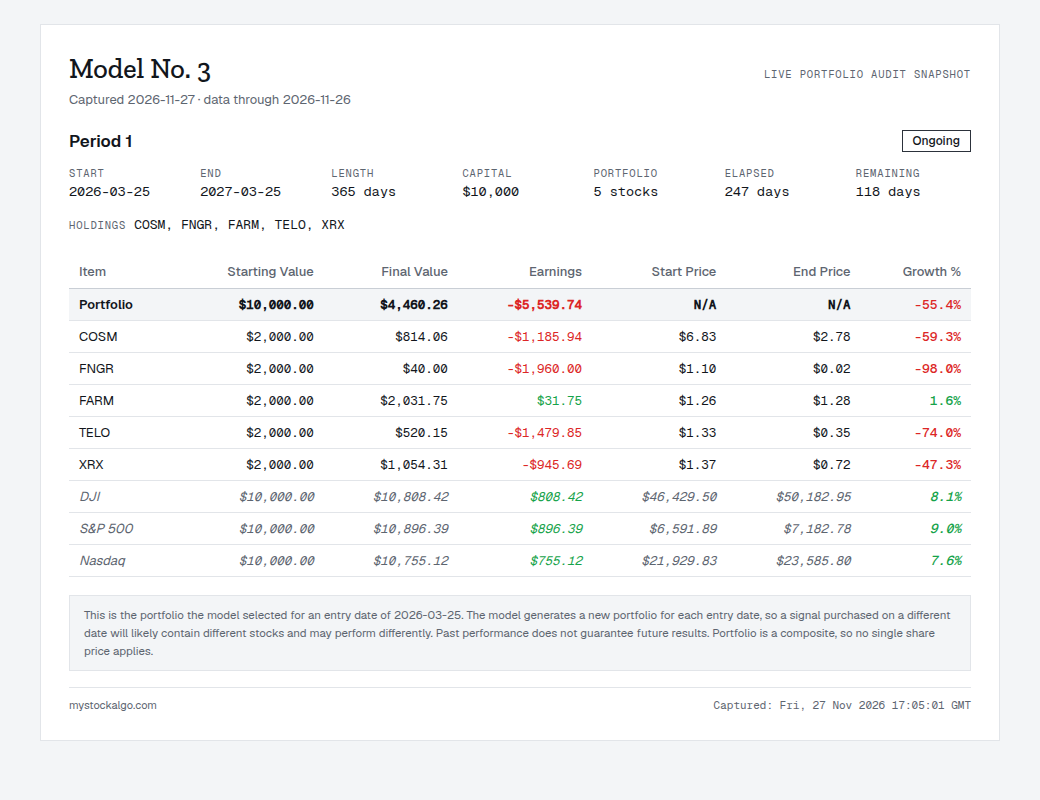 Model No. 3
LIVE PORTFOLIO AUDIT SNAPSHOT
Captured 2026-11-27 · data through 2026-11-26
Period 1
Ongoing
START END LENGTH CAPITAL PORTFOLIO ELAPSED REMAINING
2026-03-25 2027-03-25 365 days $10,000 5 stocks 247 days 118 days
HOLDINGS COSM, FNGR, FARM, TELO, XRX
Item Starting Value Final Value Earnings Start Price End Price Growth %
Portfolio $10,000.00 $4,460.26 -$5,539.74 N/A N/A -55.4%
COSM $2,000.00 $814.06 -$1,185.94 $6.83 $2.78 -59.3%
FNGR $2,000.00 $40.00 -$1,960.00 $1.10 $0.02 -98.0%
FARM $2,000.00 $2,031.75 $31.75 $1.26 $1.28 1.6%
TELO $2,000.00 $520.15 -$1,479.85 $1.33 $0.35 -74.0%
XRX $2,000.00 $1,054.31 -$945.69 $1.37 $0.72 -47.3%
DJI $10,000.00 $10,808.42 $808.42 $46,429.50 $50,182.95 8.1%
S&P 500 $10,000.00 $10,896.39 $896.39 $6,591.89 $7,182.78 9.0%
Nasdaq $10,000.00 $10,755.12 $755.12 $21,929.83 $23,585.80 7.6%
This is the portfolio the model selected for an entry date of 2026-03-25. The model generates a new portfolio for each entry date, so a signal purchased on a different
date will likely contain different stocks and may perform differently. Past performance does not guarantee future results. Portfolio is a composite, so no single share
price applies.
mystockalgo.com
Captured: Fri, 27 Nov 2026 17:05:01 GMT